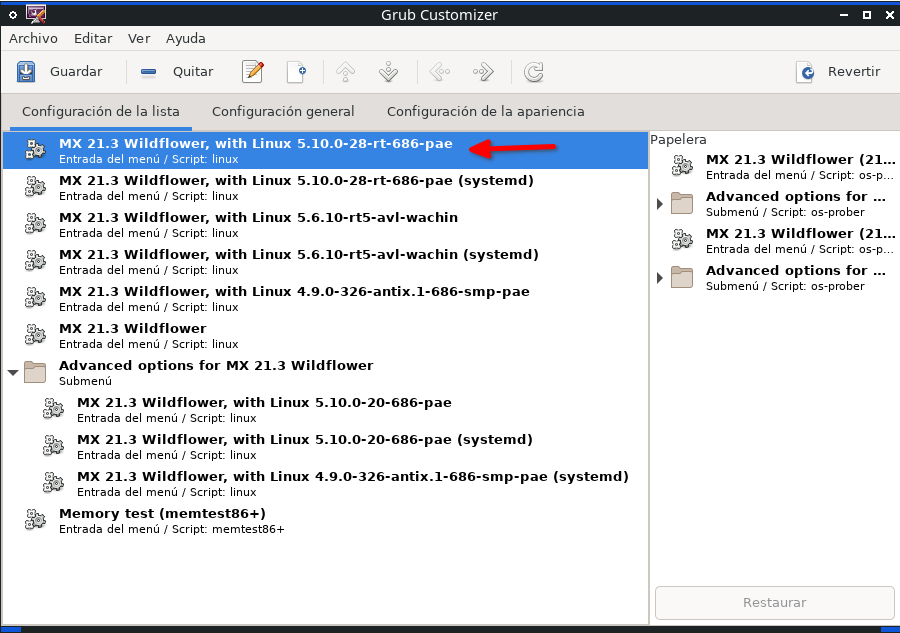 Grub Customizer
Archivo Editar Ver Ayuda
Guardar Quitar Revertir
Configuración de la lista Configuración general Configuración de la apariencia
MX 21.3 Wildflower, with Linux 5.10.0-28-rt-686-pae
Entrada del menú / Script: linux
MX 21.3 Wildflower, with Linux 5.10.0-28-rt-686-pae (systemd)
Entrada del menú / Script: linux
MX 21.3 Wildflower, with Linux 5.6.10-rt5-avl-wachin
Entrada del menú / Script: linux
MX 21.3 Wildflower, with Linux 5.6.10-rt5-avl-wachin (systemd)
Entrada del menú / Script: linux
MX 21.3 Wildflower, with Linux 4.9.0-326-antix.1-686-smp-pae
Entrada del menú / Script: linux
MX 21.3 Wildflower
Entrada del menú / Script: linux
Advanced options for MX 21.3 Wildflower
Submenú
MX 21.3 Wildflower, with Linux 5.10.0-20-686-pae
Entrada del menú / Script: linux
MX 21.3 Wildflower, with Linux 5.10.0-20-686-pae (systemd)
Entrada del menú / Script: linux
MX 21.3 Wildflower, with Linux 4.9.0-326-antix.1-686-smp-pae (systemd)
Entrada del menú / Script: linux
Memory test (memtest86+)
Entrada del menú / Script: memtest86+
Papelera
MX 21.3 Wildflower (21...
Entrada del menú / Script: os-p...
Advanced options for ...
Submenú / Script: os-prober
MX 21.3 Wildflower (21...
Entrada del menú / Script: os-p...
Advanced options for ...
Submenú / Script: os-prober
Restaurar